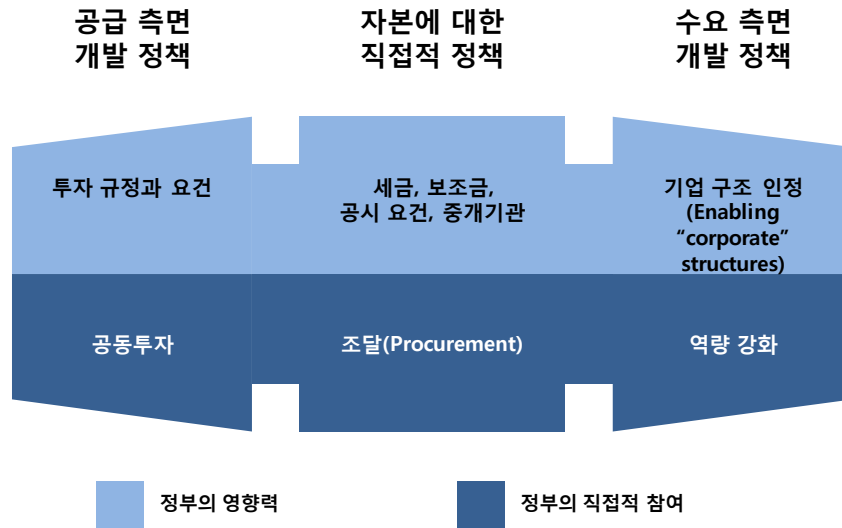 공급 측면
개발 정책
자본에 대한
직접적 정책
수요 측면
개발 정책
투자 규정과 요건
세금, 보조금,
공시 요건, 중개기관
기업 구조 인정
(Enabling
“corporate”
structures)
공동투자
조달(Procurement)
역량 강화
정부의 영향력
정부의 직접적 참여